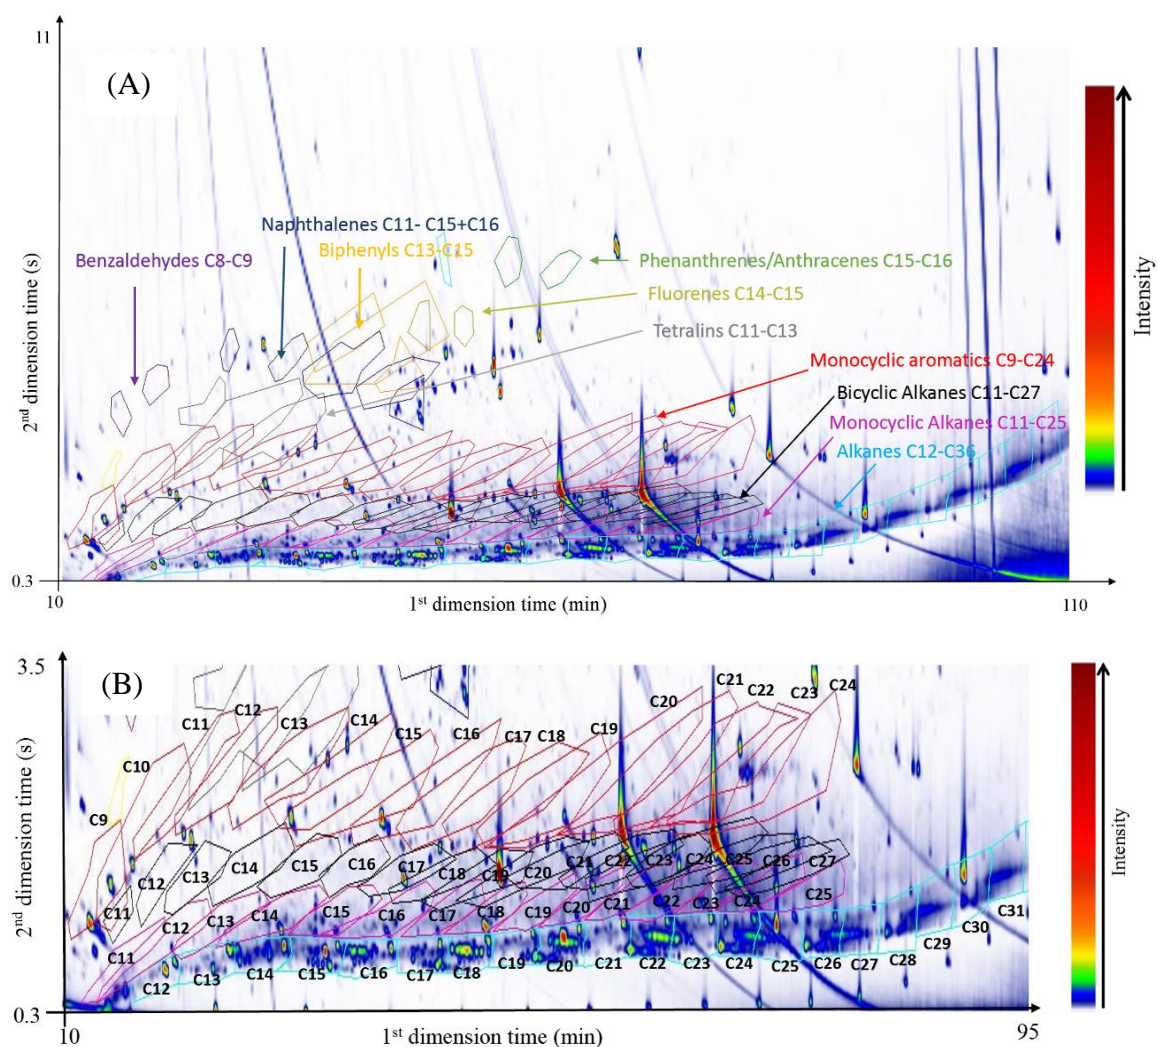 11
(A)
2nd dimension time (s)
Intensity
Naphthalenes C11- C15+C16
Biphenyls C13-C15
Benzaldehydes C8-C9
Phenanthrenes/Anthracenes C15-C16
Fluorenes C14-C15
Tetralins C11-C13
Monocyclic aromatics C9-C24
Bicyclic Alkanes C11-C27
Monocyclic Alkanes C11-C25
Alkanes C12-C36
0.3
10
1st dimension time (min)
110
3.5
(B)
2nd dimension time (s)
Intensity
C9 C10 C11 C12 C13 C14 C15 C16 C17 C18 C19 C20 C21 C22 C23 C24
C11 C12 C13 C14 C15 C16 C17 C18 C19 C20 C21 C22 C23 C24 C25 C26 C27
C11 C12 C13 C14 C15 C16 C17 C18 C19 C20 C21 C22 C23 C24 C25
C12 C13 C14 C15 C16 C17 C18 C19 C20 C21 C22 C23 C24 C25 C26 C27 C28 C29 C30 C31
0.3
10
1st dimension time (min)
95